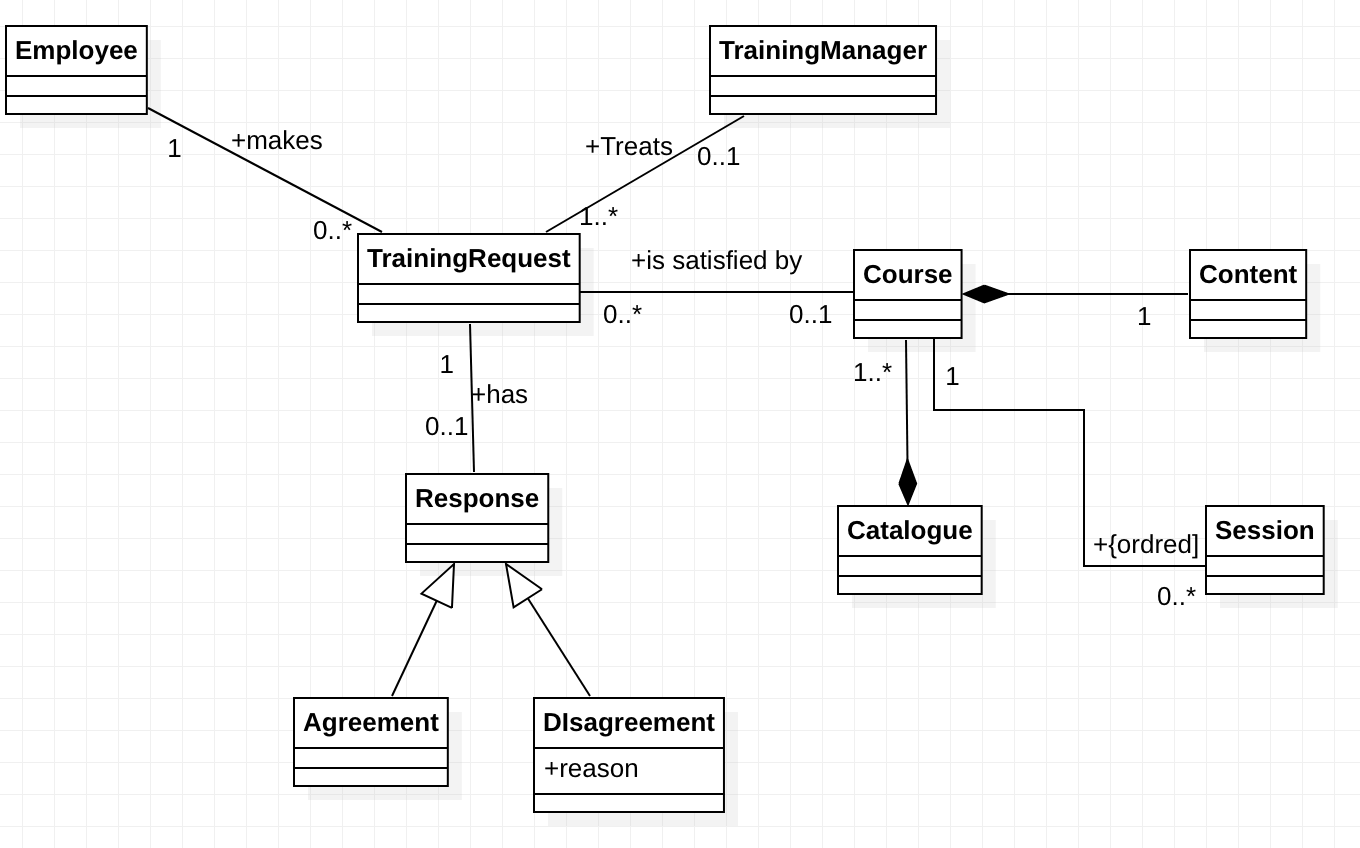 Employee
TrainingManager
+makes
1
0..*
+Treats
0..1
1..*
TrainingRequest
+is satisfied by
0..*
0..1
Course
Content
1
1
+has
0..1
1..*
1
Response
Catalogue
+{ordred]
Session
0..*
Agreement
DIsagreement
+reason